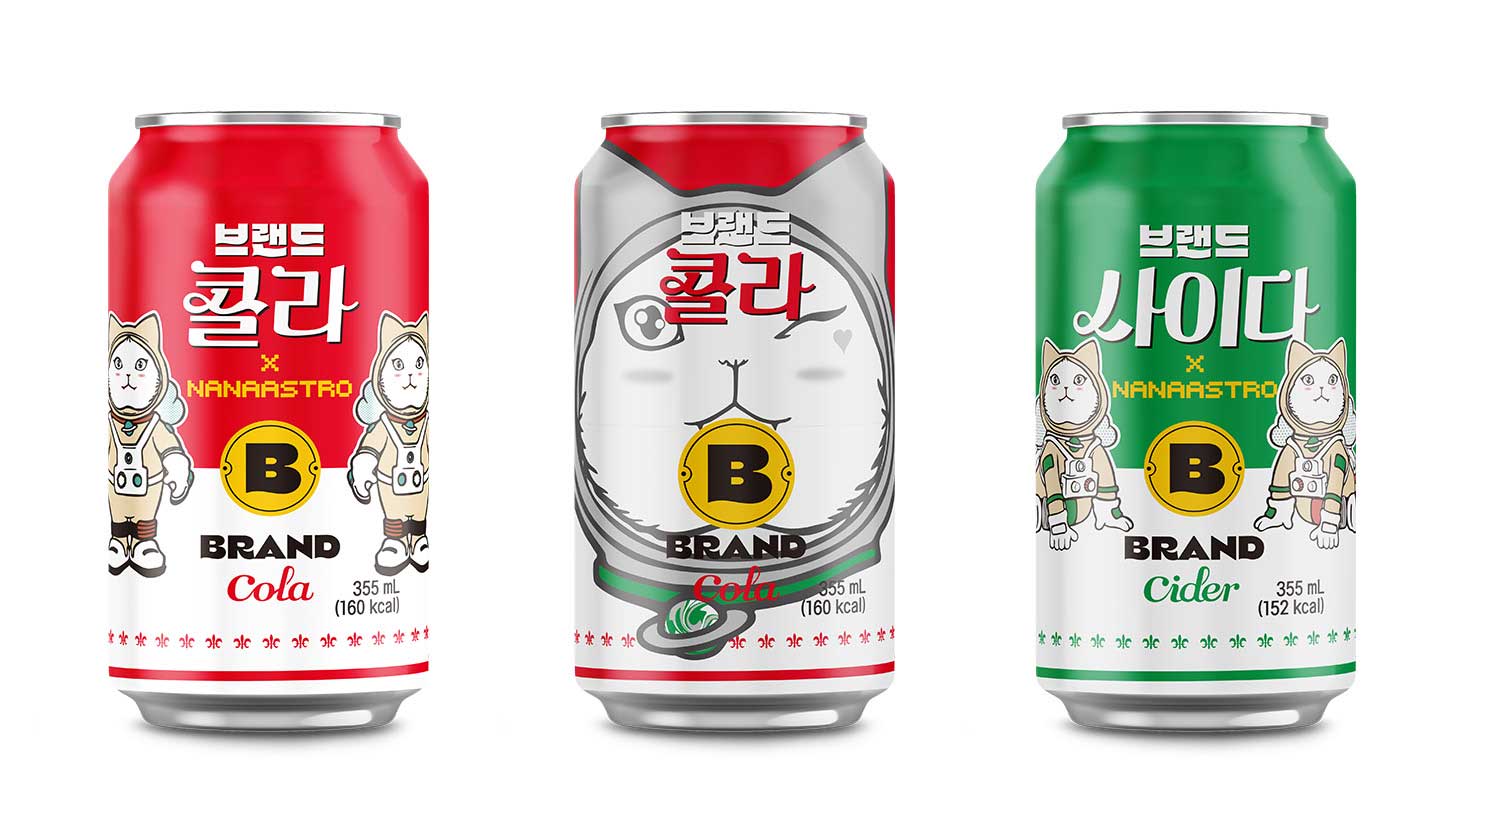 브랜드
콜라
x
NANAASTRO
B
BRAND
Cola
355 mL
(160 kcal)
브랜드
콜라
B
BRAND
Cola
355 mL
(160 kcal)
브랜드
사이다
x
NANAASTRO
B
BRAND
Cider
355 mL
(152 kcal)